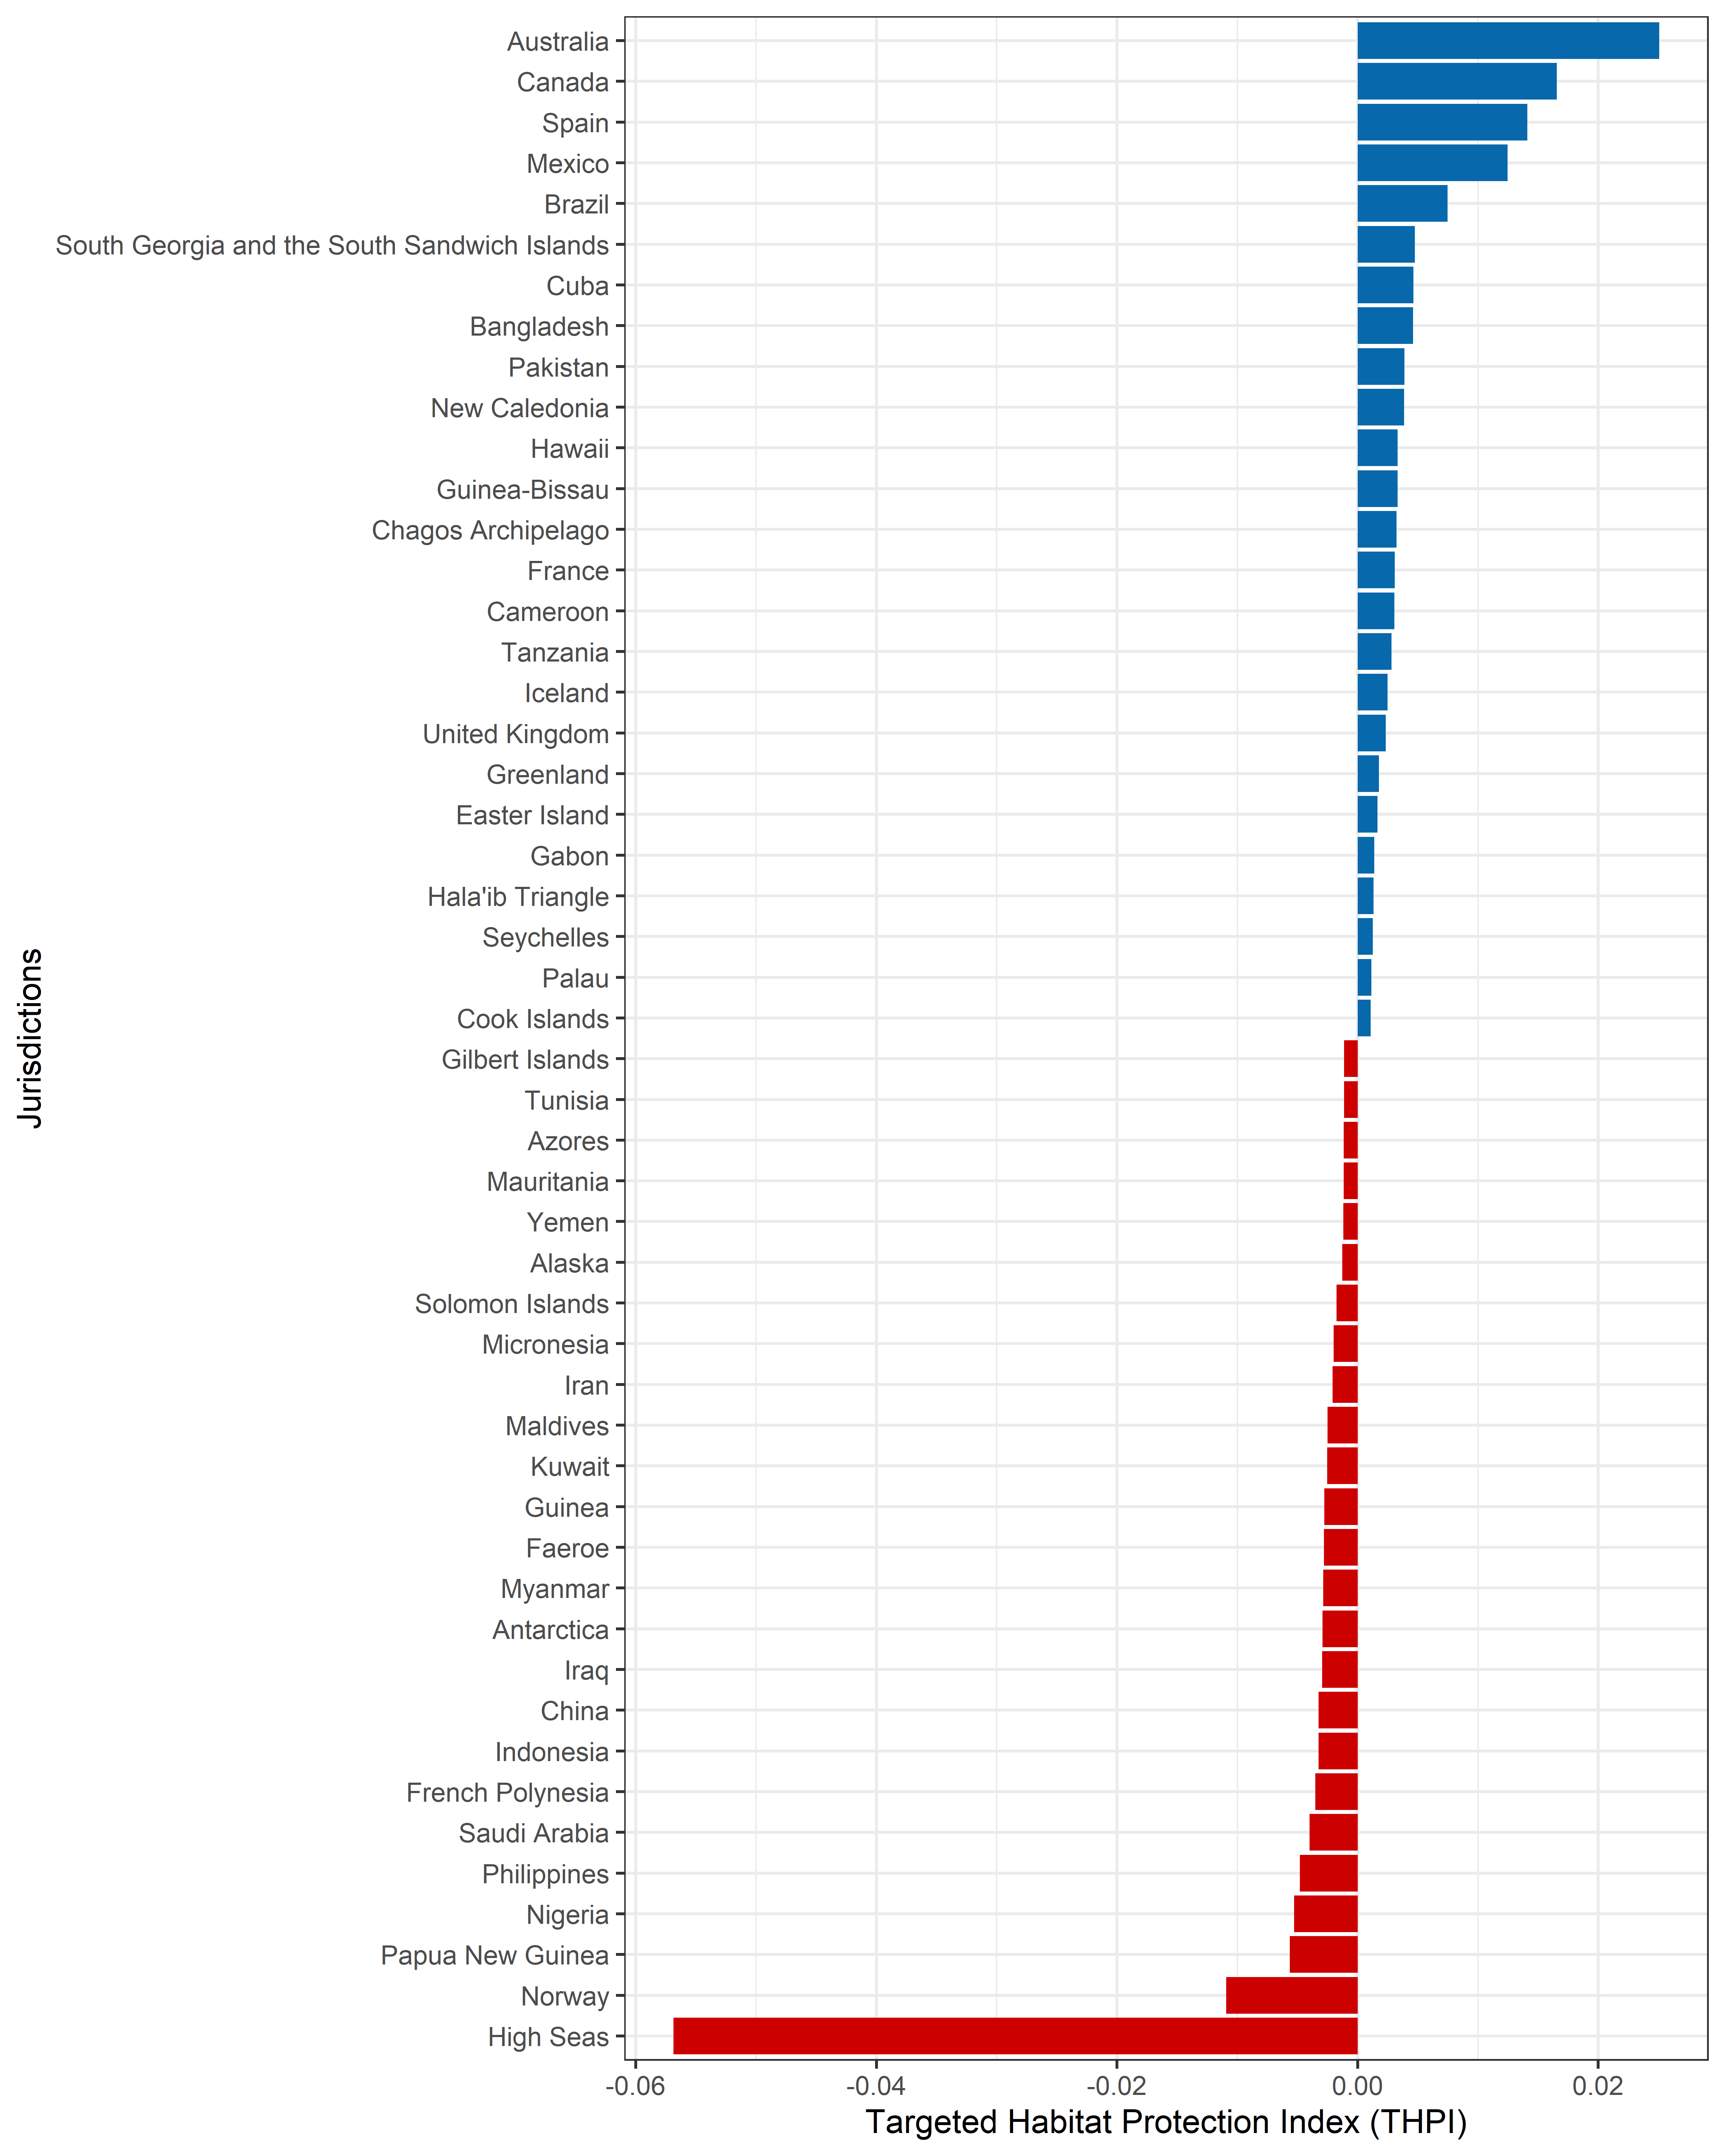 Australia
Canada
Spain
Mexico
Brazil
South Georgia and the South Sandwich Islands
Cuba
Bangladesh
Pakistan
New Caledonia
Hawaii
Guinea-Bissau
Chagos Archipelago
France
Cameroon
Tanzania
Iceland
United Kingdom
Greenland
Easter Island
Gabon
Hala'ib Triangle
Seychelles
Palau
Cook Islands
Gilbert Islands
Tunisia
Azores
Mauritania
Yemen
Alaska
Solomon Islands
Micronesia
Iran
Maldives
Kuwait
Guinea
Faeroe
Myanmar
Antarctica
Iraq
China
Indonesia
French Polynesia
Saudi Arabia
Philippines
Nigeria
Papua New Guinea
Norway
High Seas
Jurisdictions
-0.06 -0.04 -0.02 0.00 0.02
Targeted Habitat Protection Index (THPI)